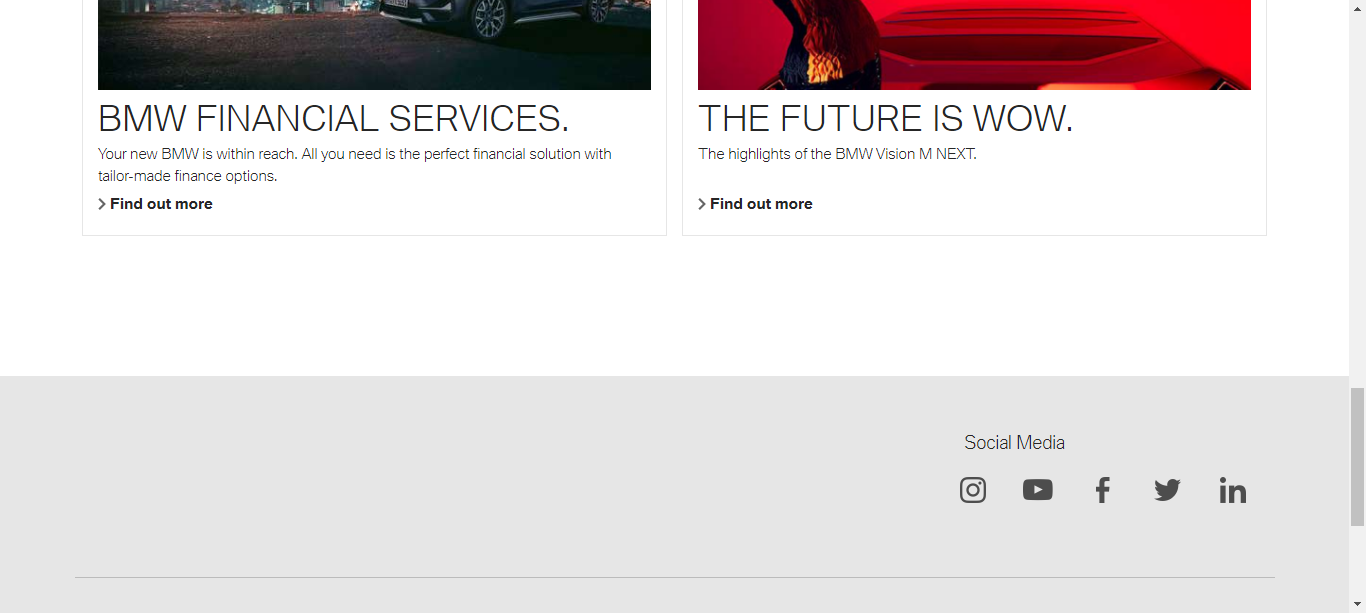 BMW FINANCIAL SERVICES.
Your new BMW is within reach. All you need is the perfect financial solution with
tailor-made finance options.
Find out more
THE FUTURE IS WOW.
The highlights of the BMW Vision M NEXT.
Find out more
Social Media